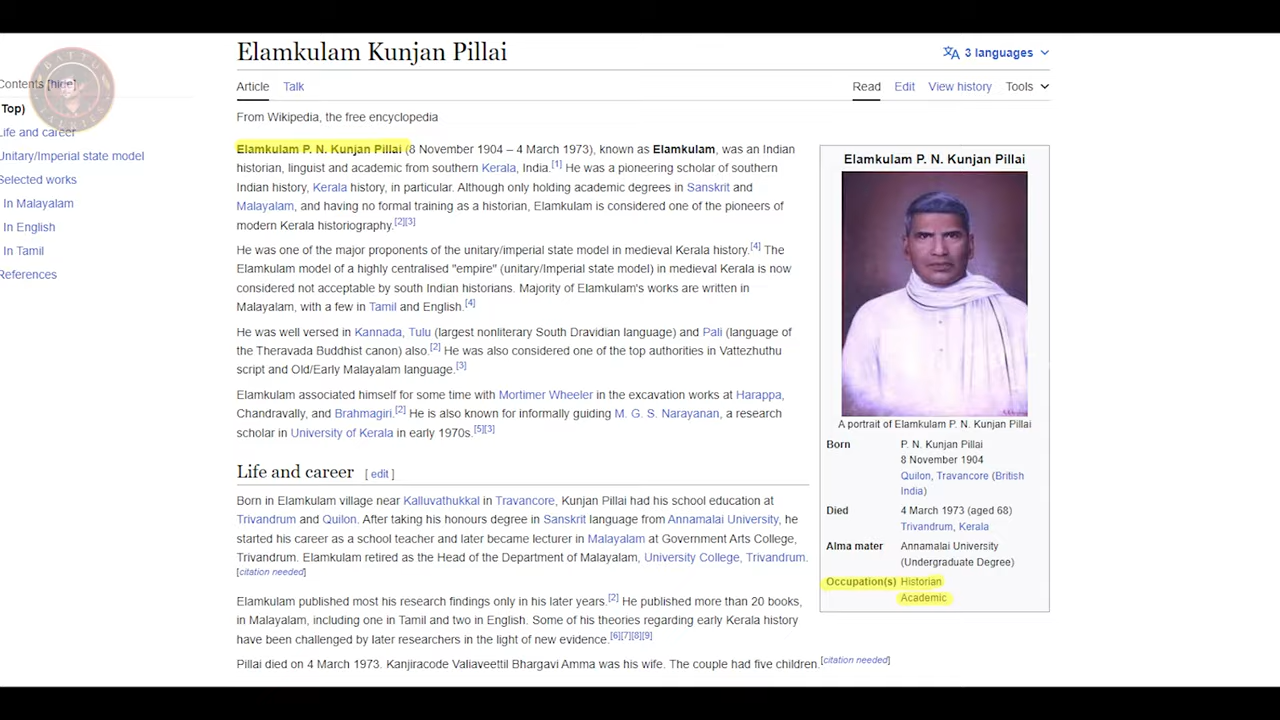 Elamkulam Kunjan Pillai
3 languages
Contents [hide]
Top)
Life and career
Unitary/Imperial state model
Selected works
In Malayalam
In English
In Tamil
References
Article Talk
Read Edit View history Tools
From Wikipedia, the free encyclopedia
Elamkulam P. N. Kunjan Pillai (8 November 1904 – 4 March 1973), known as Elamkulam, was an Indian
historian, linguist and academic from southern Kerala, India.[1] He was a pioneering scholar of southern
Indian history, Kerala history, in particular. Although only holding academic degrees in Sanskrit and
Malayalam, and having no formal training as a historian, Elamkulam is considered one of the pioneers of
modern Kerala historiography.[2][3]
He was one of the major proponents of the unitary/imperial state model in medieval Kerala history.[4] The
Elamkulam model of a highly centralised "empire" (unitary/Imperial state model) in medieval Kerala is now
considered not acceptable by south Indian historians. Majority of Elamkulam's works are written in
Malayalam, with a few in Tamil and English.[4]
He was well versed in Kannada, Tulu (largest nonliterary South Dravidian language) and Pali (language of
the Theravada Buddhist canon) also.[2] He was also considered one of the top authorities in Vattezhuthu
script and Old/Early Malayalam language.[3]
Elamkulam associated himself for some time with Mortimer Wheeler in the excavation works at Harappa,
Chandravally, and Brahmagiri.[2] He is also known for informally guiding M. G. S. Narayanan, a research
scholar in University of Kerala in early 1970s.[5][3]
Life and career [ edit ]
Born in Elamkulam village near Kalluvathukkal in Travancore, Kunjan Pillai had his school education at
Trivandrum and Quilon. After taking his honours degree in Sanskrit language from Annamalai University, he
started his career as a school teacher and later became lecturer in Malayalam at Government Arts College,
Trivandrum. Elamkulam retired as the Head of the Department of Malayalam, University College, Trivandrum.
[citation needed]
Elamkulam published most his research findings only in his later years.[2] He published more than 20 books,
in Malayalam, including one in Tamil and two in English. Some of his theories regarding early Kerala history
have been challenged by later researchers in the light of new evidence.[6][7][8][9]
Pillai died on 4 March 1973. Kanjiracode Valiaveettil Bhargavi Amma was his wife. The couple had five children.[citation needed]
Elamkulam P. N. Kunjan Pillai
A portrait of Elamkulam P. N. Kunjan Pillai
Born P. N. Kunjan Pillai
8 November 1904
Quilon, Travancore (British
India)
Died 4 March 1973 (aged 68)
Trivandrum, Kerala
Alma mater Annamalai University
(Undergraduate Degree)
Occupation(s) Historian
Academic